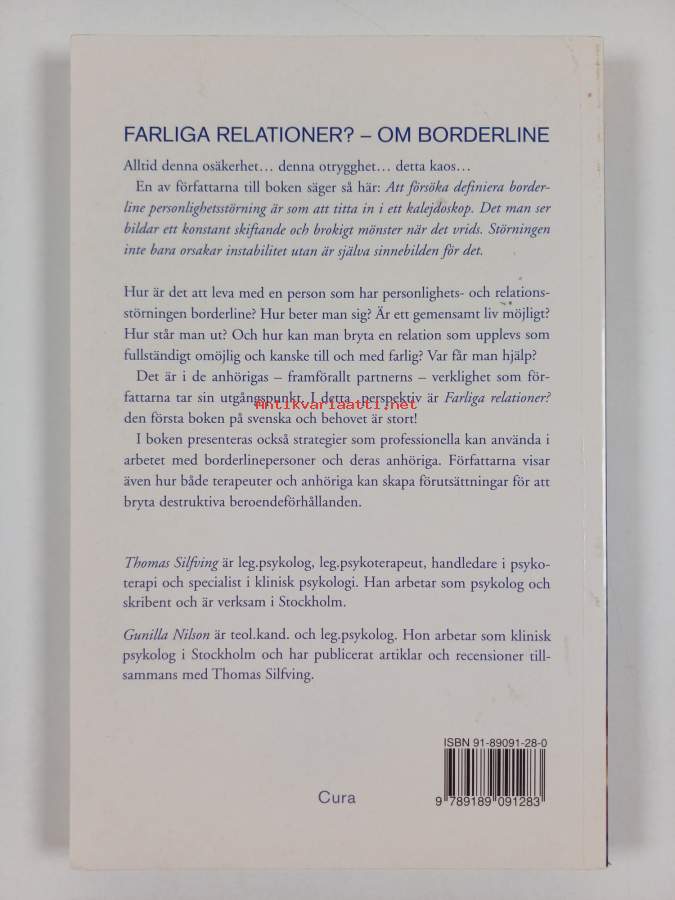 FARLIGA RELATIONER? – OM BORDERLINE
Alltid denna osäkerhet… denna otrygghet… detta kaos…
En av författarna till boken säger så här: Att försöka definiera border-
line personlighetsstörning är som att titta in i ett kalejdoskop. Det man ser
bildar ett konstant skiftande och brokigt mönster när det vrids. Störningen
inte bara orsakar instabilitet utan är själva sinnebilden för det.
Hur är det att leva med en person som har personlighets- och relations-
störningen borderline? Hur beter man sig? Är ett gemensamt liv möjligt?
Hur står man ut? Och hur kan man bryta en relation som upplevs som
fullständigt omöjlig och kanske till och med farlig? Var får man hjälp?
Det är i de anhörigas – framförallt partnerns – verklighet som för-
fattarna tar sin utgångspunkt. I detta perspektiv är Farliga relationer?
Antikvariaatti.net
den första boken på svenska och behovet är stort!
I boken presenteras också strategier som professionella kan använda i
arbetet med borderlinepersoner och deras anhöriga. Författarna visar
även hur både terapeuter och anhöriga kan skapa förutsättningar för att
bryta destruktiva beroendeförhållanden.
Thomas Silfving är leg.psykolog, leg.psykoterapeut, handledare i psyko-
terapi och specialist i klinisk psykologi. Han arbetar som psykolog och
skribent och är verksam i Stockholm.
Gunilla Nilson är teol.kand. och leg.psykolog. Hon arbetar som klinisk
psykolog i Stockholm och har publicerat artiklar och recensioner till-
sammans med Thomas Silfving.
ISBN 91-89091-28-0
Cura
9 789189 091283